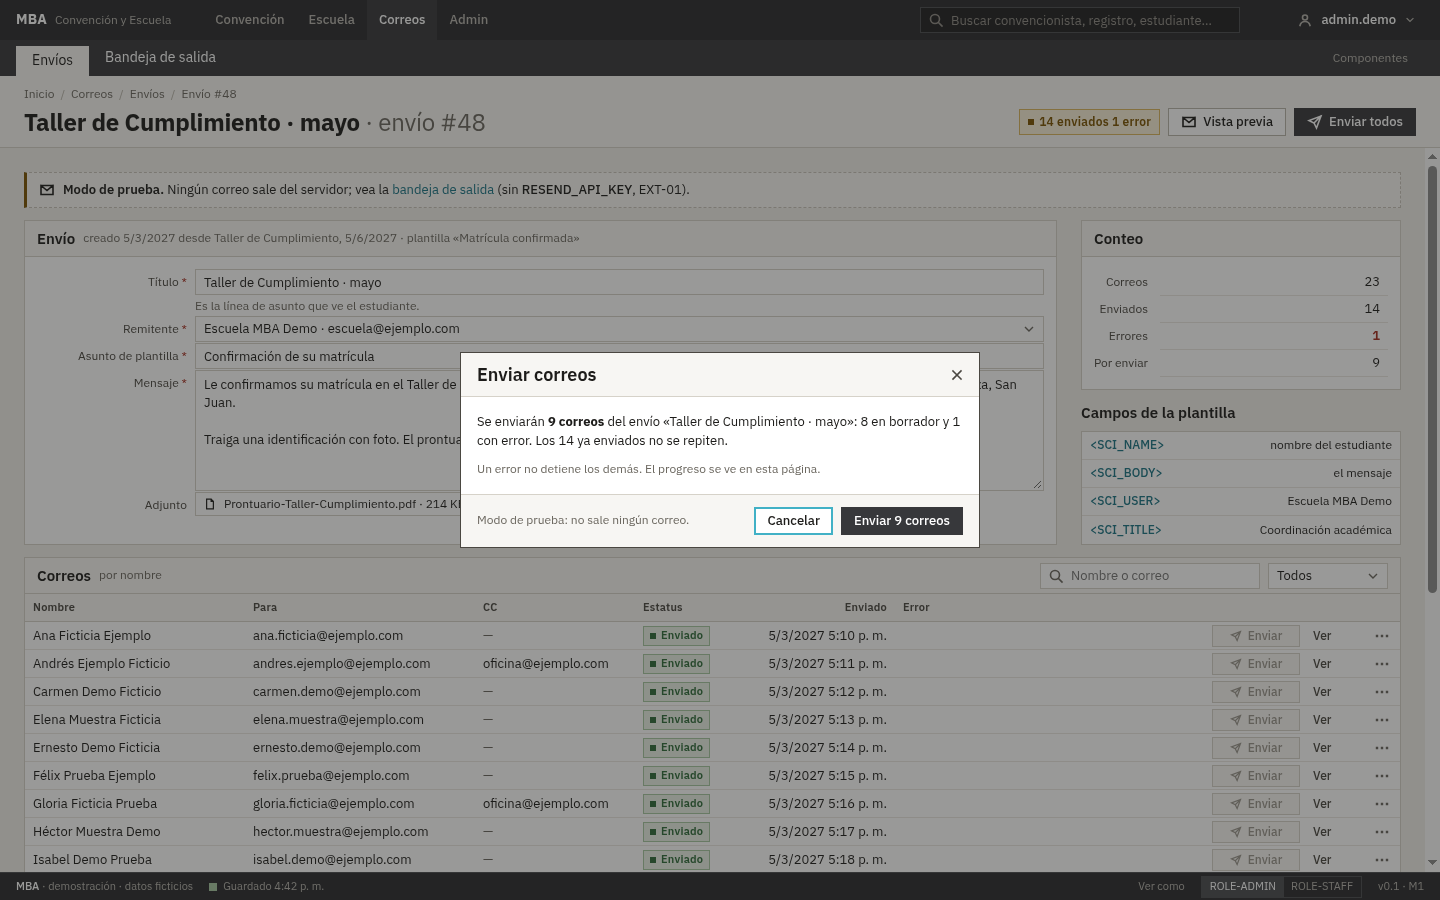 MBA Convención y Escuela Convención Escuela Correos Admin Buscar convencionista, registro, estudiante... admin.demo
Envíos Bandeja de salida Componentes
Inicio / Correos / Envíos / Envío #48
Taller de Cumplimiento · mayo · envío #48 14 enviados 1 error Vista previa Enviar todos
Modo de prueba. Ningún correo sale del servidor; vea la bandeja de salida (sin RESEND_API_KEY, EXT-01).
Envío creado 5/3/2027 desde Taller de Cumplimiento, 5/6/2027 · plantilla «Matrícula confirmada»
Título * Taller de Cumplimiento · mayo
Es la línea de asunto que ve el estudiante.
Remitente * Escuela MBA Demo · escuela@ejemplo.com
Asunto de plantilla * Confirmación de su matrícula
Mensaje * Le confirmamos su matrícula en el Taller de ta, San
Juan.
Traiga una identificación con foto. El prontua
Adjunto Prontuario-Taller-Cumplimiento.pdf · 214 K
Conteo
Correos 23
Enviados 14
Errores 1
Por enviar 9
Campos de la plantilla
<SCI_NAME> nombre del estudiante
<SCI_BODY> el mensaje
<SCI_USER> Escuela MBA Demo
<SCI_TITLE> Coordinación académica
Enviar correos ×
Se enviarán 9 correos del envío «Taller de Cumplimiento · mayo»: 8 en borrador y 1
con error. Los 14 ya enviados no se repiten.
Un error no detiene los demás. El progreso se ve en esta página.
Modo de prueba: no sale ningún correo. Cancelar Enviar 9 correos
Correos por nombre Nombre o correo Todos
Nombre Para CC Estatus Enviado Error
Ana Ficticia Ejemplo ana.ficticia@ejemplo.com — Enviado 5/3/2027 5:10 p. m. Enviar Ver ···
Andrés Ejemplo Ficticio andres.ejemplo@ejemplo.com oficina@ejemplo.com Enviado 5/3/2027 5:11 p. m. Enviar Ver ···
Carmen Demo Ficticio carmen.demo@ejemplo.com — Enviado 5/3/2027 5:12 p. m. Enviar Ver ···
Elena Muestra Ficticia elena.muestra@ejemplo.com — Enviado 5/3/2027 5:13 p. m. Enviar Ver ···
Ernesto Demo Ficticia ernesto.demo@ejemplo.com — Enviado 5/3/2027 5:14 p. m. Enviar Ver ···
Félix Prueba Ejemplo felix.prueba@ejemplo.com — Enviado 5/3/2027 5:15 p. m. Enviar Ver ···
Gloria Ficticia Prueba gloria.ficticia@ejemplo.com oficina@ejemplo.com Enviado 5/3/2027 5:16 p. m. Enviar Ver ···
Héctor Muestra Demo hector.muestra@ejemplo.com — Enviado 5/3/2027 5:17 p. m. Enviar Ver ···
Isabel Demo Prueba isabel.demo@ejemplo.com — Enviado 5/3/2027 5:18 p. m. Enviar Ver ···
MBA · demostración · datos ficticios Guardado 4:42 p. m. Ver como ROLE-ADMIN ROLE-STAFF v0.1 · M1